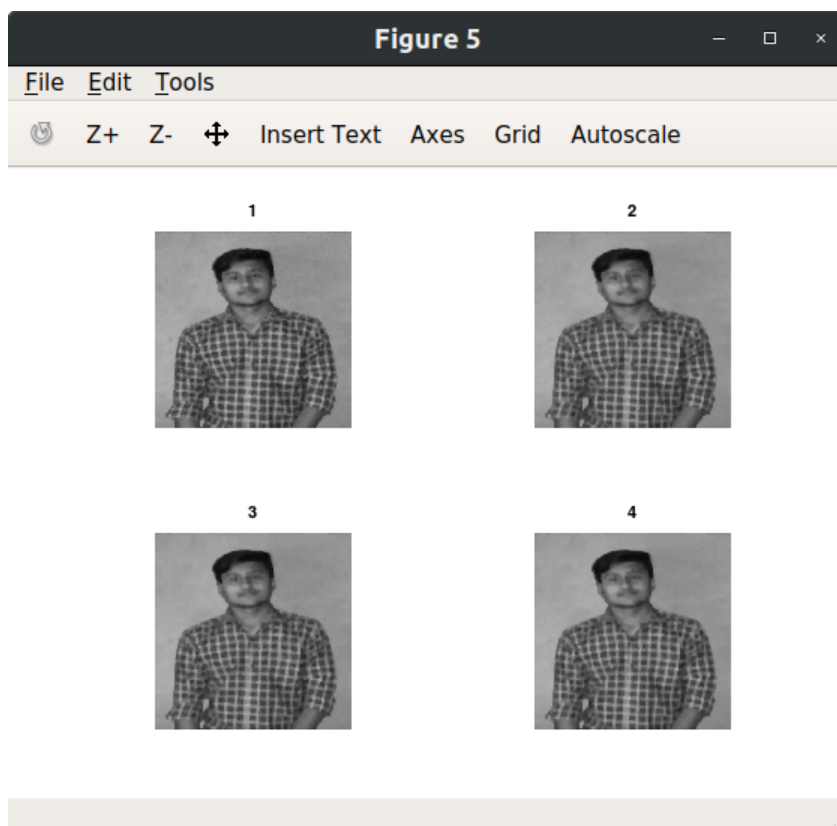 Figure 5
File Edit Tools
Z+ Z- Insert Text Axes Grid Autoscale
1 2
3 4